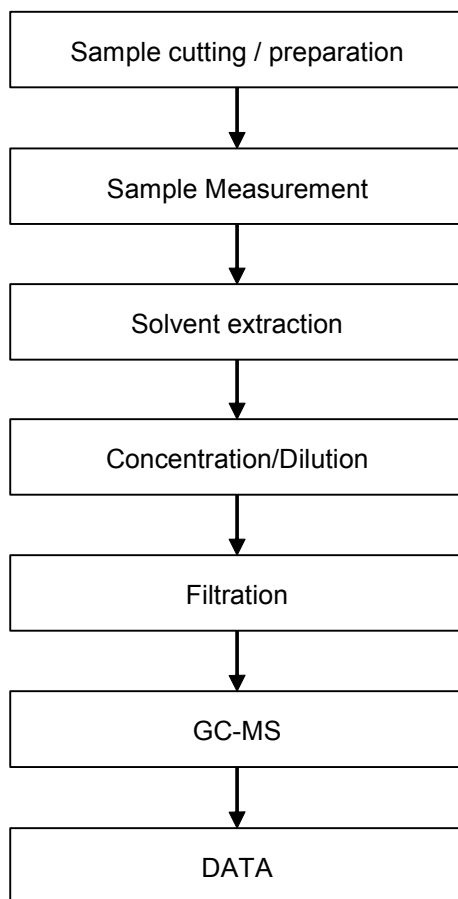 Sample cutting / preparation
Sample Measurement
Solvent extraction
Concentration/Dilution
Filtration
GC-MS
DATA